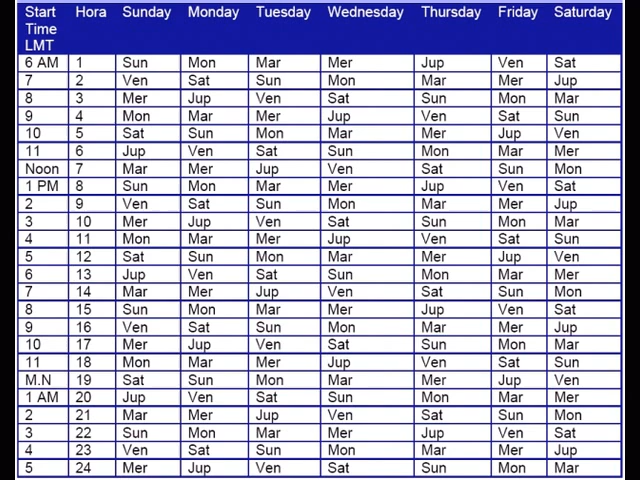 Start Time LMT Hora Sunday Monday Tuesday Wednesday Thursday Friday Saturday
6 AM 1 Sun Mon Mar Mer Jup Ven Sat
7 2 Ven Sat Sun Mon Mar Mer Jup
8 3 Mer Jup Ven Sat Sun Mon Mar
9 4 Mon Mar Mer Jup Ven Sat Sun
10 5 Sat Sun Mon Mar Mer Jup Ven
11 6 Jup Ven Sat Sun Mon Mar Mer
Noon 7 Mar Mer Jup Ven Sat Sun Mon
1 PM 8 Sun Mon Mar Mer Jup Ven Sat
2 9 Ven Sat Sun Mon Mar Mer Jup
3 10 Mer Jup Ven Sat Sun Mon Mar
4 11 Mon Mar Mer Jup Ven Sat Sun
5 12 Sat Sun Mon Mar Mer Jup Ven
6 13 Jup Ven Sat Sun Mon Mar Mer
7 14 Mar Mer Jup Ven Sat Sun Mon
8 15 Sun Mon Mar Mer Jup Ven Sat
9 16 Ven Sat Sun Mon Mar Mer Jup
10 17 Mer Jup Ven Sat Sun Mon Mar
11 18 Mon Mar Mer Jup Ven Sat Sun
M.N 19 Sat Sun Mon Mar Mer Jup Ven
1 AM 20 Jup Ven Sat Sun Mon Mar Mer
2 21 Mar Mer Jup Ven Sat Sun Mon
3 22 Sun Mon Mar Mer Jup Ven Sat
4 23 Ven Sat Sun Mon Mar Mer Jup
5 24 Mer Jup Ven Sat Sun Mon Mar